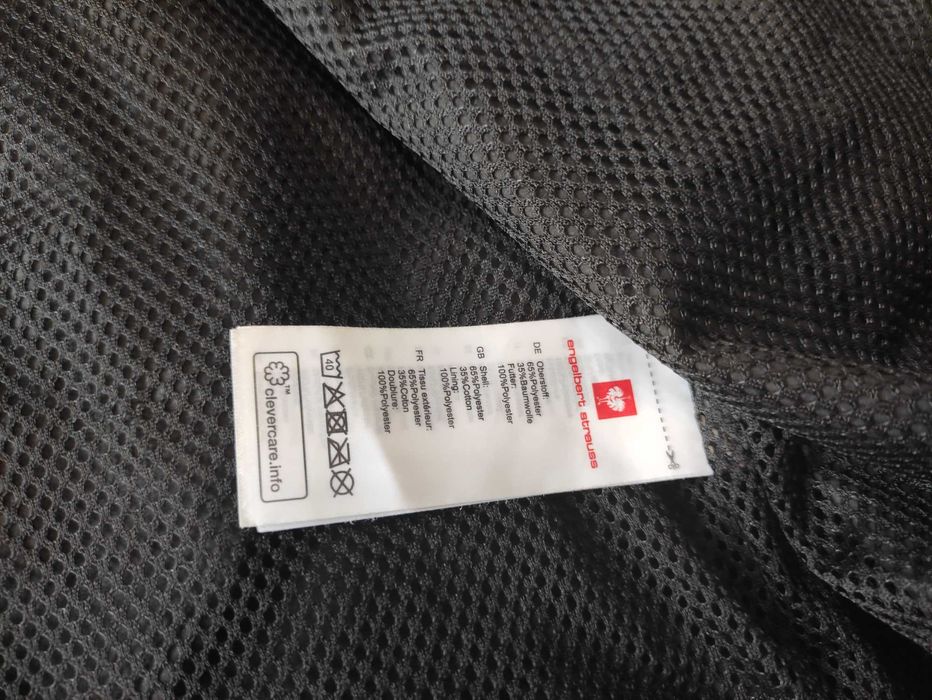 engelbert strauss
DE Oberstoff:
65%Polyester
35%Baumwolle
Futter:
100%Polyester
GB Shell:
65%Polyester
35%Cotton
Lining:
100%Polyester
FR Tissu extérieur:
65%Polyester
35%Coton
Doublure:
100%Polyester
40
™clevercare.info